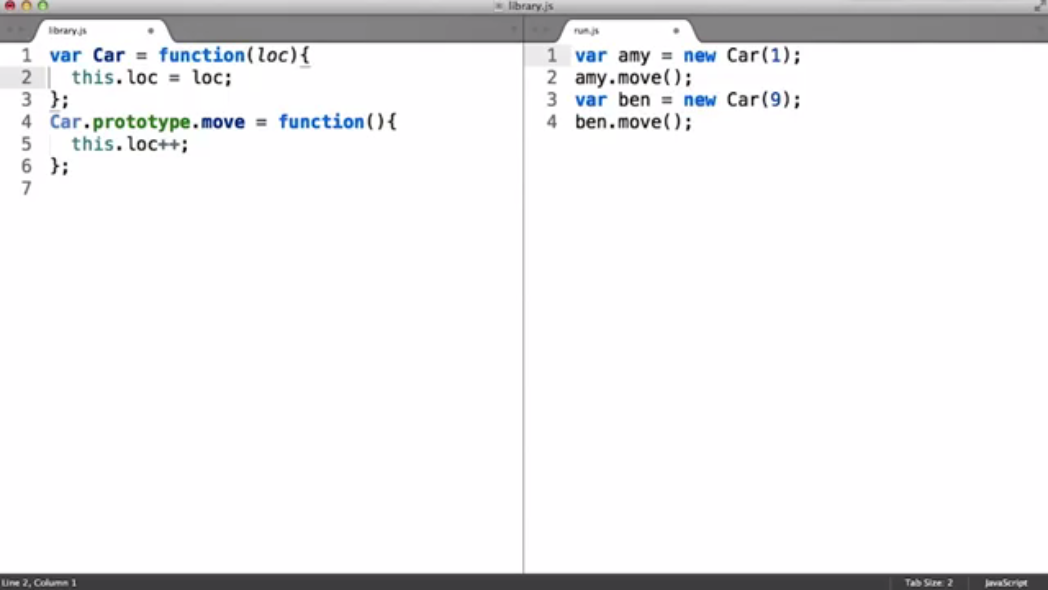 library.js
library.js
1 var Car = function(loc){
2   this.loc = loc;
3 };
4 Car.prototype.move = function(){
5   this.loc++;
6 };
7
run.js
1 var amy = new Car(1);
2 amy.move();
3 var ben = new Car(9);
4 ben.move();
Line 2, Column 1
Tab Size: 2
JavaScript